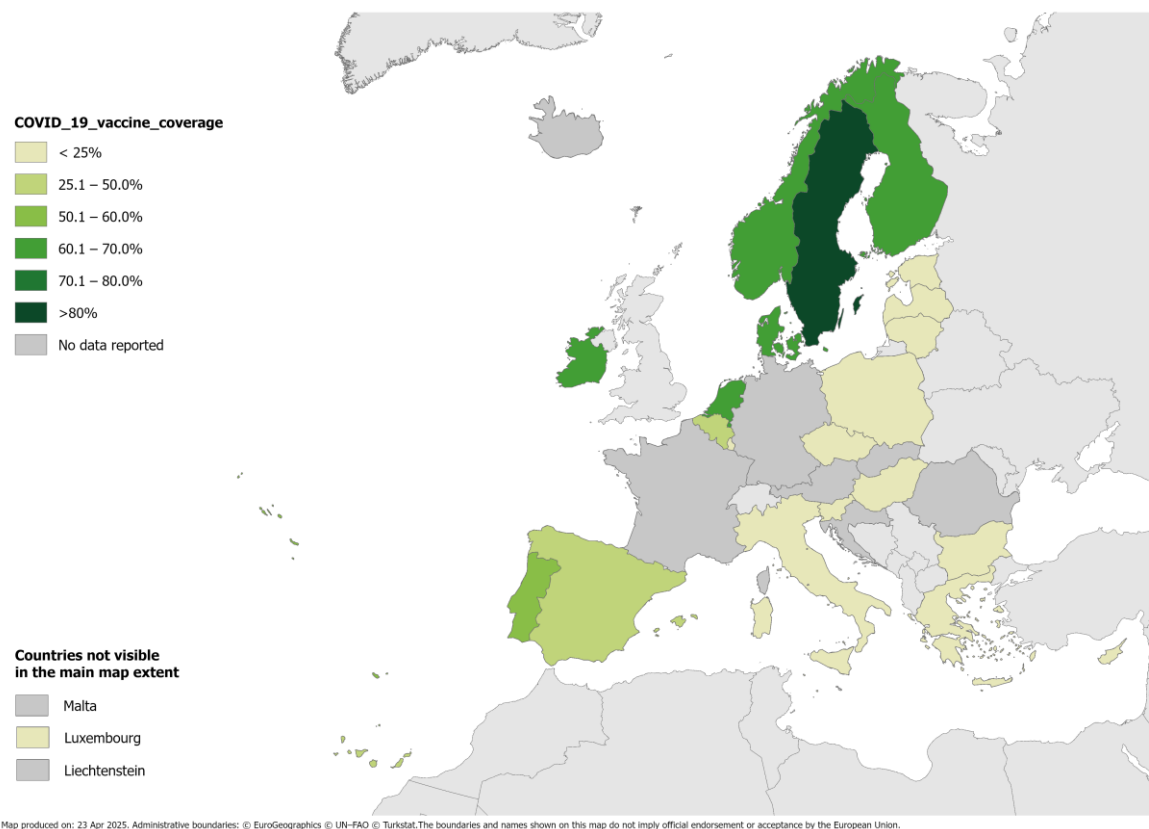 COVID_19_vaccine_coverage
< 25%
25.1 – 50.0%
50.1 – 60.0%
60.1 – 70.0%
70.1 – 80.0%
>80%
No data reported
Countries not visible
in the main map extent
Malta
Luxembourg
Liechtenstein
Map produced on: 23 Apr 2025. Administrative boundaries: © EuroGeographics © UN–FAO © Turkstat.The boundaries and names shown on this map do not imply official endorsement or acceptance by the European Union.